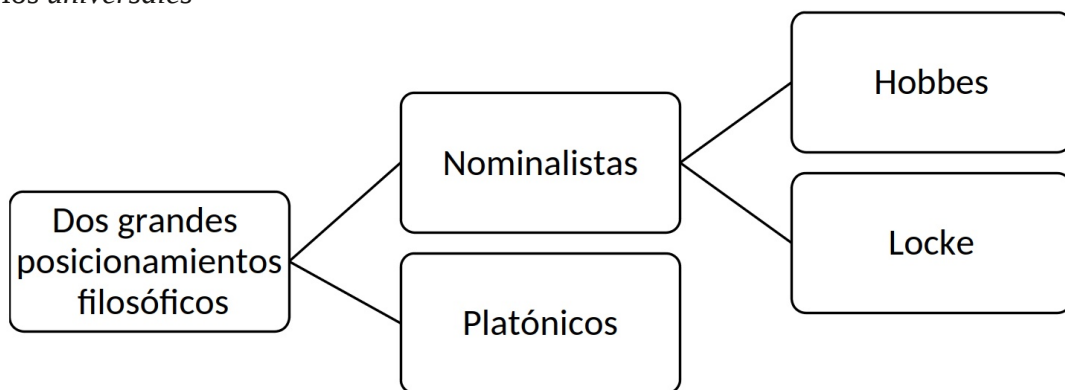 los universales
Dos grandes
posicionamientos
filosóficos
Nominalistas
Platónicos
Hobbes
Locke